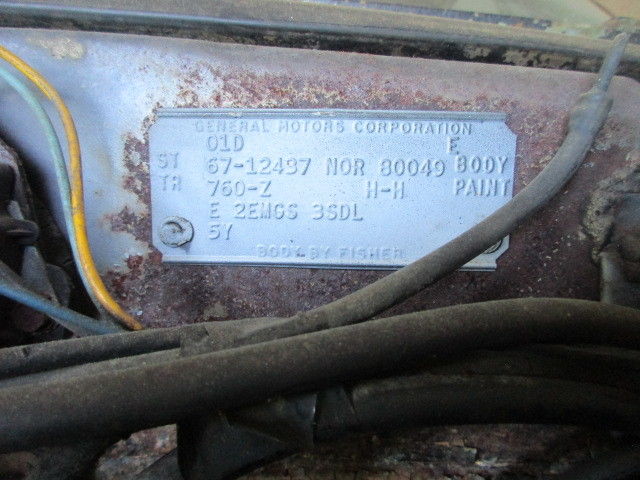 GENERAL MOTORS CORPORATION
01D E
ST 67-12437 NOR 80049 BODY
TR 760-Z H-H PAINT
E 2EMGS 3SDL
5Y
BODY BY FISHER